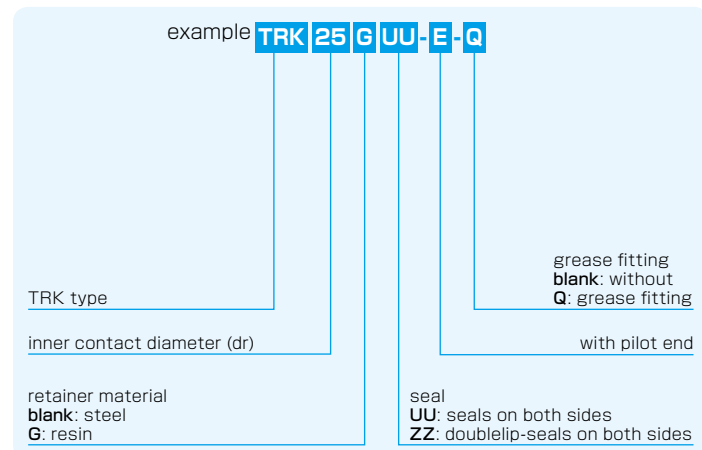 example TRK 25 G UU-E-Q
grease fitting
blank: without
Q: grease fitting
TRK type
inner contact diameter (dr)
with pilot end
retainer material
blank: steel
G: resin
seal
UU: seals on both sides
ZZ: doublelip-seals on both sides